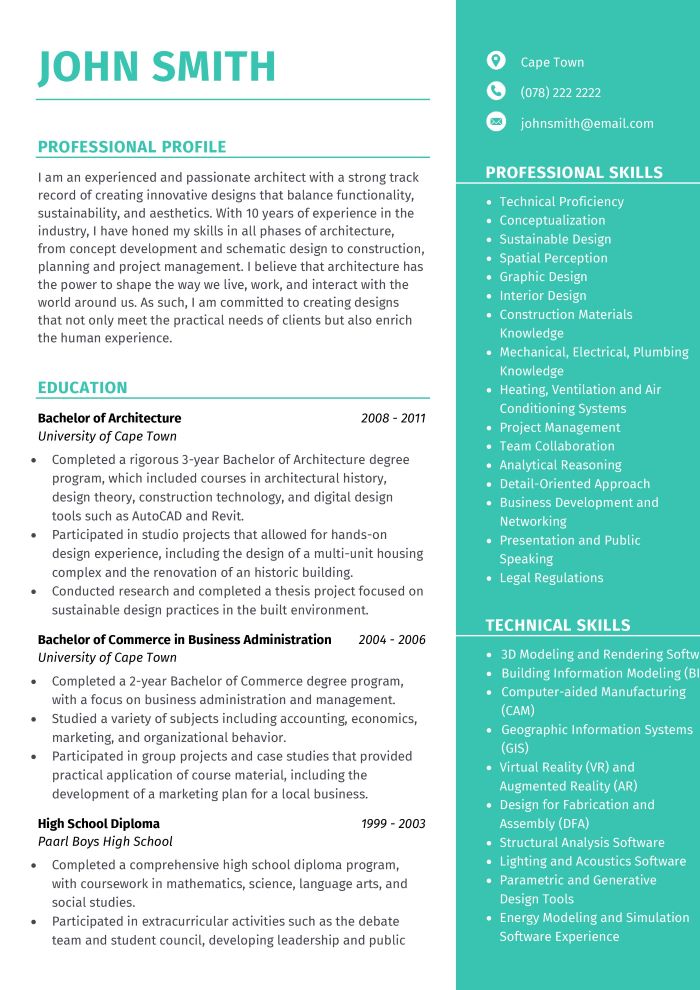 JOHN SMITH
PROFESSIONAL PROFILE
I am an experienced and passionate architect with a strong track
record of creating innovative designs that balance functionality,
sustainability, and aesthetics. With 10 years of experience in the
industry, I have honed my skills in all phases of architecture,
from concept development and schematic design to construction,
planning and project management. I believe that architecture has
the power to shape the way we live, work, and interact with the
world around us. As such, I am committed to creating designs
that not only meet the practical needs of clients but also enrich
the human experience.
EDUCATION
Bachelor of Architecture 2008 - 2011
University of Cape Town
• Completed a rigorous 3-year Bachelor of Architecture degree
program, which included courses in architectural history,
design theory, construction technology, and digital design
tools such as AutoCAD and Revit.
• Participated in studio projects that allowed for hands-on
design experience, including the design of a multi-unit housing
complex and the renovation of an historic building.
• Conducted research and completed a thesis project focused on
sustainable design practices in the built environment.
Bachelor of Commerce in Business Administration 2004 - 2006
University of Cape Town
• Completed a 2-year Bachelor of Commerce degree program,
with a focus on business administration and management.
• Studied a variety of subjects including accounting, economics,
marketing, and organizational behavior.
• Participated in group projects and case studies that provided
practical application of course material, including the
development of a marketing plan for a local business.
High School Diploma 1999 - 2003
Paarl Boys High School
• Completed a comprehensive high school diploma program,
with coursework in mathematics, science, language arts, and
social studies.
• Participated in extracurricular activities such as the debate
team and student council, developing leadership and public
Cape Town
(078) 222 2222
johnsmith@email.com
PROFESSIONAL SKILLS
• Technical Proficiency
• Conceptualization
• Sustainable Design
• Spatial Perception
• Graphic Design
• Interior Design
• Construction Materials
Knowledge
• Mechanical, Electrical, Plumbing
Knowledge
• Heating, Ventilation and Air
Conditioning Systems
• Project Management
• Team Collaboration
• Analytical Reasoning
• Detail-Oriented Approach
• Business Development and
Networking
• Presentation and Public
Speaking
• Legal Regulations
TECHNICAL SKILLS
• 3D Modeling and Rendering Softw
• Building Information Modeling (BI
• Computer-aided Manufacturing
(CAM)
• Geographic Information Systems
(GIS)
• Virtual Reality (VR) and
Augmented Reality (AR)
• Design for Fabrication and
Assembly (DFA)
• Structural Analysis Software
• Lighting and Acoustics Software
• Parametric and Generative
Design Tools
• Energy Modeling and Simulation
Software Experience